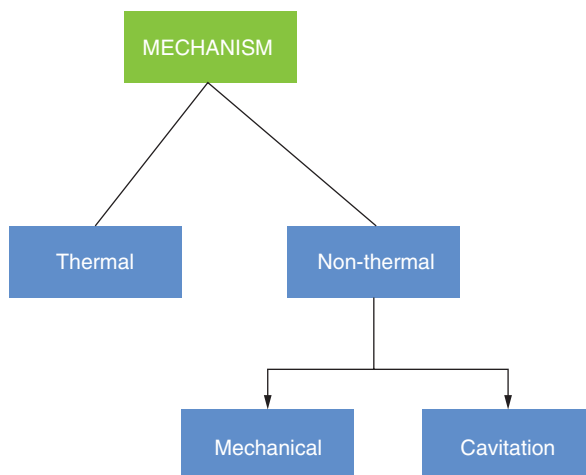 MECHANISM
Thermal
Non-thermal
Mechanical
Cavitation